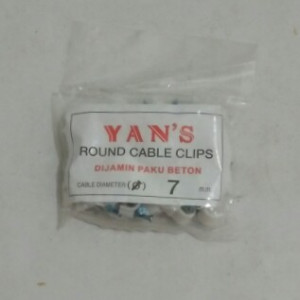 YAN'S
ROUND CABLE CLIPS
DIJAMIN PAKU BETON
CABLE DIAMETER (Ø) 7 m/m